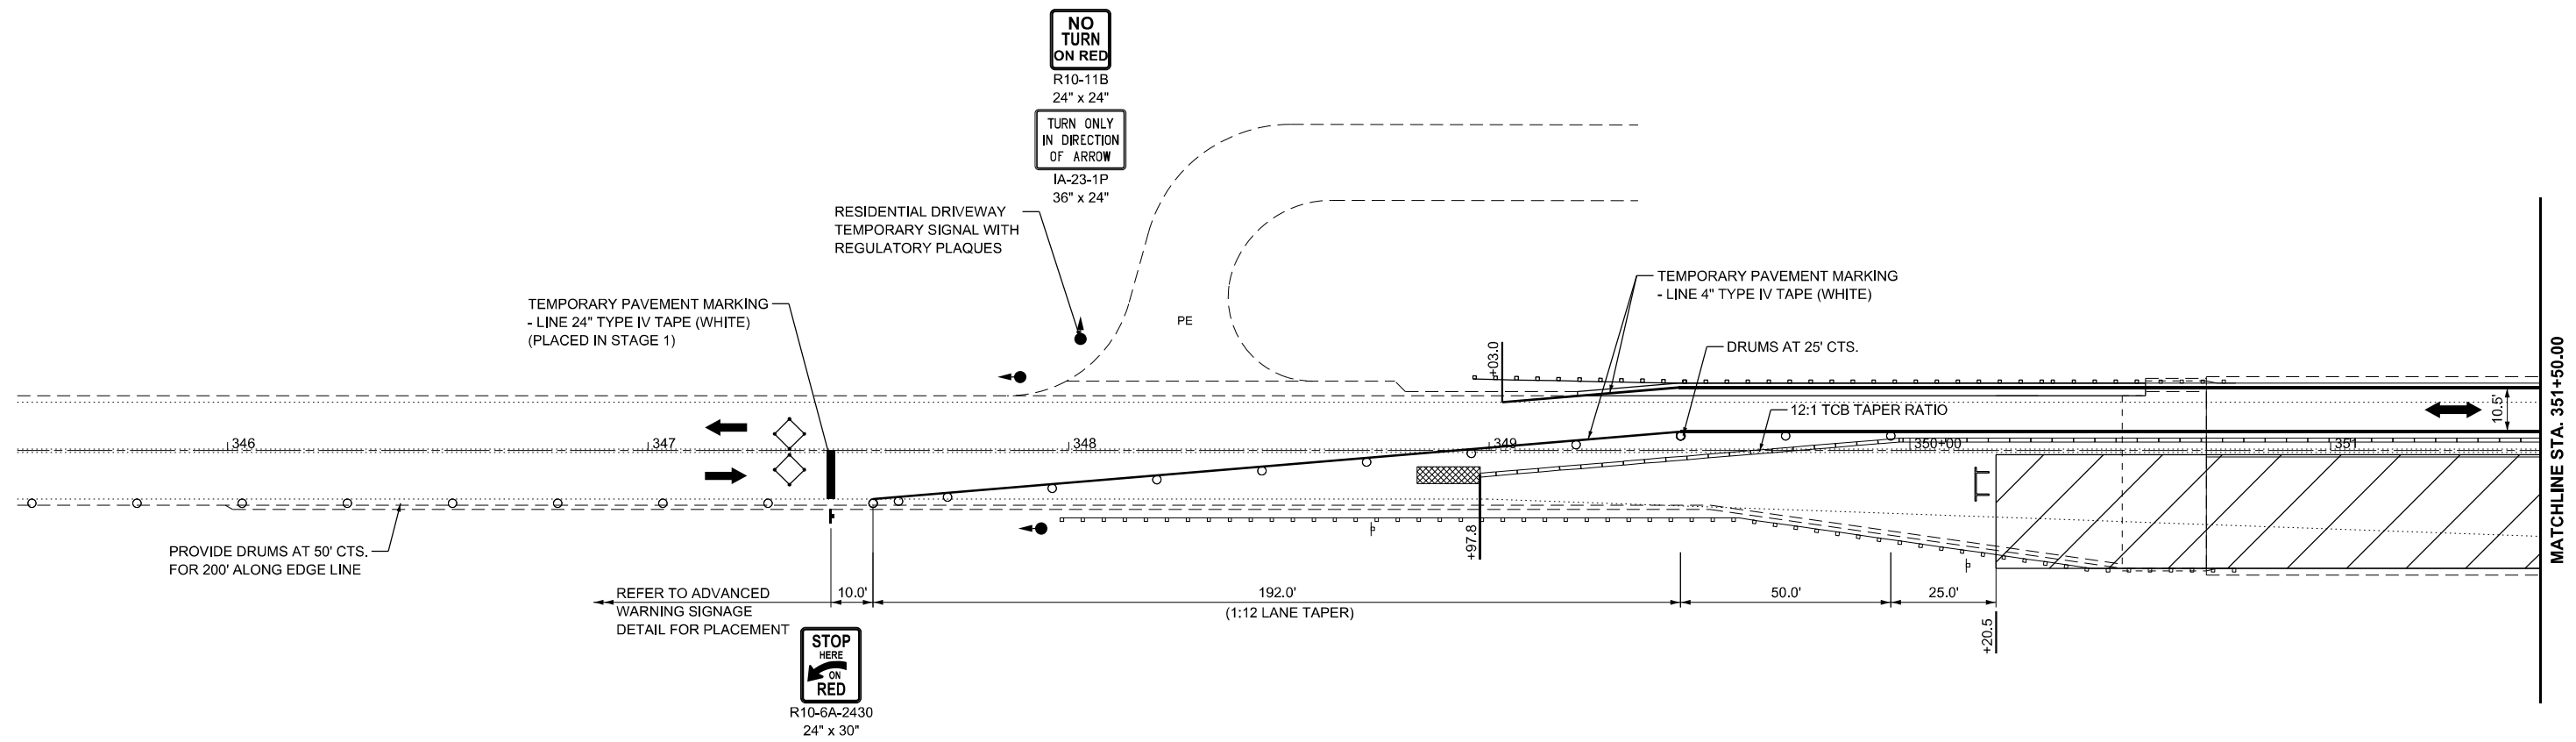 NO
TURN
ON RED
R10-11B
24" x 24"
TURN ONLY
IN DIRECTION
OF ARROW
IA-23-1P
36" x 24"
RESIDENTIAL DRIVEWAY
TEMPORARY SIGNAL WITH
REGULATORY PLAQUES
TEMPORARY PAVEMENT MARKING
- LINE 24" TYPE IV TAPE (WHITE)
(PLACED IN STAGE 1)
PE
TEMPORARY PAVEMENT MARKING
- LINE 4" TYPE IV TAPE (WHITE)
DRUMS AT 25' CTS.
+03.0
12:1 TCB TAPER RATIO
10.5'
MATCHLINE STA. 351+50.00
346
347
348
349
350+00
351
+97.8
PROVIDE DRUMS AT 50' CTS.
FOR 200' ALONG EDGE LINE
REFER TO ADVANCED
WARNING SIGNAGE
DETAIL FOR PLACEMENT
10.0'
192.0'
(1:12 LANE TAPER)
50.0'
25.0'
+20.5
STOP
HERE
ON
RED
R10-6A-2430
24" x 30"